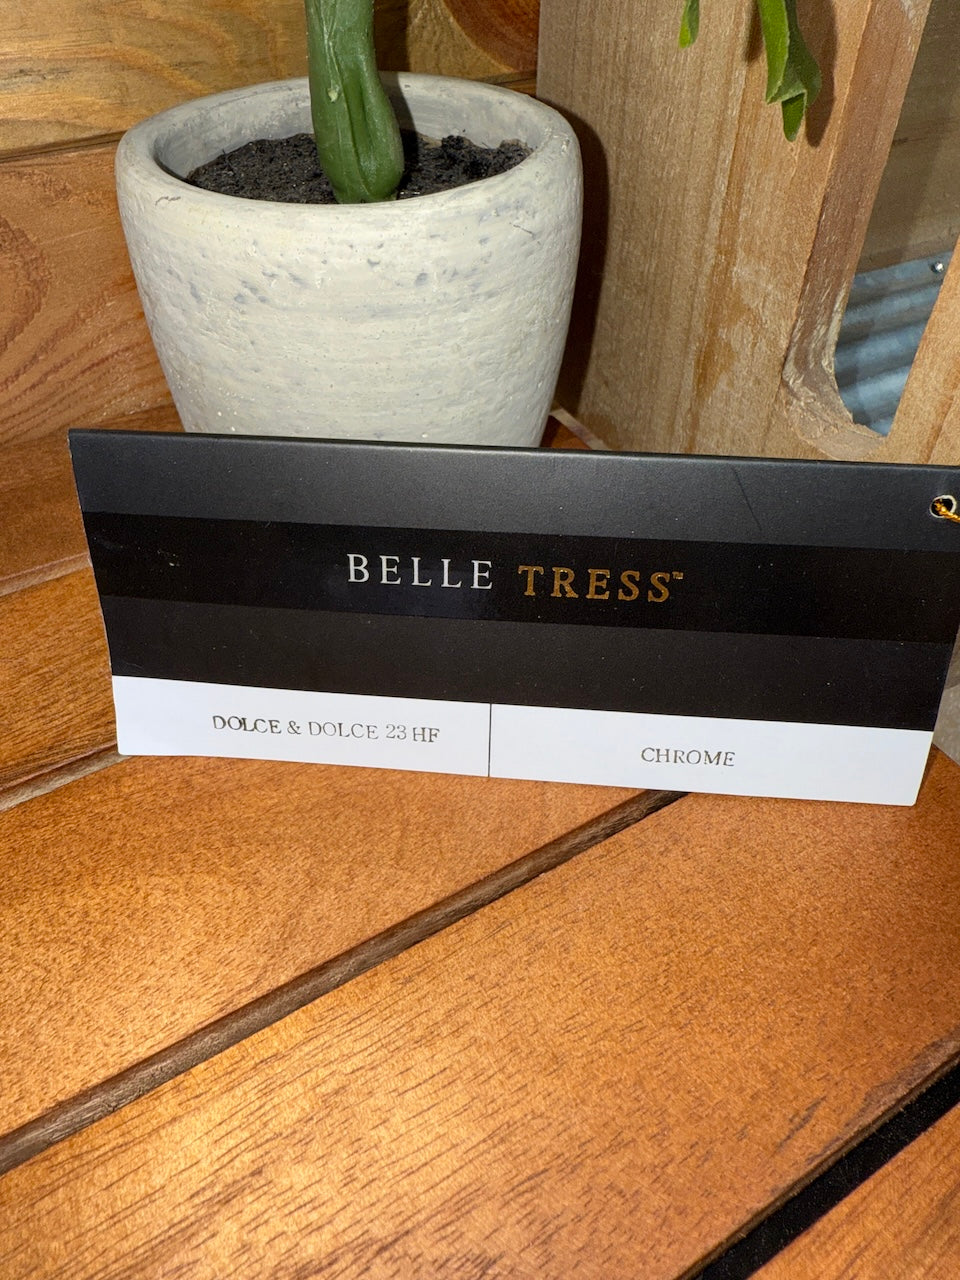 BELLE TRESS™
DOLCE & DOLCE 23 HF
CHROME